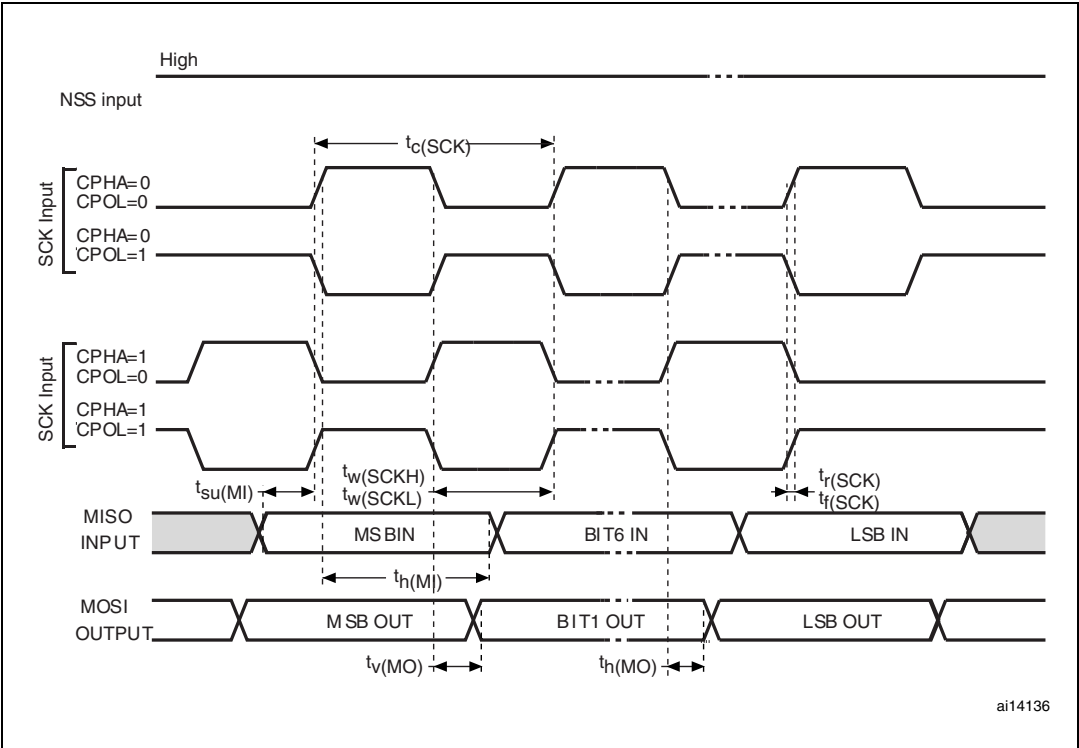 High
NSS input
tc(SCK)
SCK Input
CPHA=0
CPOL=0
CPHA=0
CPOL=1
SCK Input
CPHA=1
CPOL=0
CPHA=1
CPOL=1
tsu(MI)
tw(SCKH)
tw(SCKL)
tr(SCK)
tf(SCK)
MISO
INPUT
MSBIN
BIT6 IN
LSB IN
th(MI)
MOSI
OUTPUT
MSB OUT
BIT1 OUT
LSB OUT
tv(MO)
th(MO)
ai14136